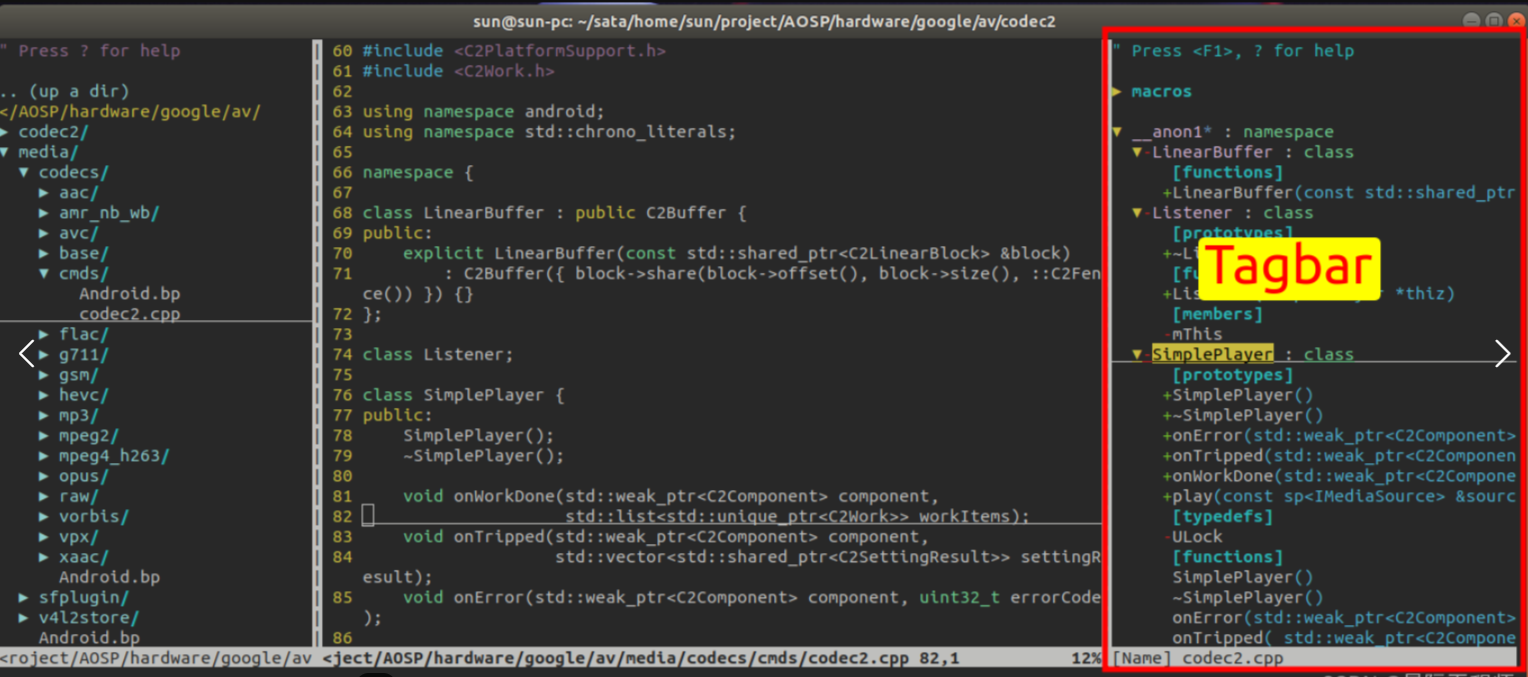 sun@sun-pc: ~/sata/home/sun/project/AOSP/hardware/google/av/codec2
" Press ? for help
.. (up a dir)
</AOSP/hardware/google/av/
▶ codec2/
▼ media/
▼ codecs/
▶ aac/
▶ amr_nb_wb/
▶ avc/
▶ base/
▼ cmds/
Android.bp
codec2.cpp
▶ flac/
▶ g711/
▶ gsm/
▶ hevc/
▶ mp3/
▶ mpeg2/
▶ mpeg4_h263/
▶ opus/
▶ raw/
▶ vorbis/
▶ vpx/
▶ xaac/
Android.bp
▶ sfplugin/
▶ v4l2store/
Android.bp
<roject/AOSP/hardware/google/av
60 #include <C2PlatformSupport.h>
61 #include <C2Work.h>
62
63 using namespace android;
64 using namespace std::chrono_literals;
65
66 namespace {
67
68 class LinearBuffer : public C2Buffer {
69 public:
70     explicit LinearBuffer(const std::shared_ptr<C2LinearBlock> &block)
71         : C2Buffer({ block->share(block->offset(), block->size(), ::C2Fen
ce()) }) {}
72 };
73
74 class Listener;
75
76 class SimplePlayer {
77 public:
78     SimplePlayer();
79     ~SimplePlayer();
80
81     void onWorkDone(std::weak_ptr<C2Component> component,
82                     std::list<std::unique_ptr<C2Work>> workItems);
83     void onTripped(std::weak_ptr<C2Component> component,
84                    std::vector<std::shared_ptr<C2SettingResult>> settingR
esult);
85     void onError(std::weak_ptr<C2Component> component, uint32_t errorCode
);
86
<ject/AOSP/hardware/google/av/media/codecs/cmds/codec2.cpp 82,1 12%
" Press <F1>, ? for help
▶ macros
▼ __anon1* : namespace
▼-LinearBuffer : class
[functions]
+LinearBuffer(const std::shared_ptr
▼-Listener : class
[prototypes]
+~Li
Tagbar
[fu
+Lis r *thiz)
[members]
-mThis
▼-SimplePlayer : class
[prototypes]
+SimplePlayer()
+~SimplePlayer()
+onError(std::weak_ptr<C2Component>
+onTripped(std::weak_ptr<C2Componen
+onWorkDone(std::weak_ptr<C2Compone
+play(const sp<IMediaSource> &sourc
[typedefs]
-ULock
[functions]
SimplePlayer()
~SimplePlayer()
onError(std::weak_ptr<C2Component>
onTripped( std::weak_ptr<C2Compone
[Name] codec2.cpp